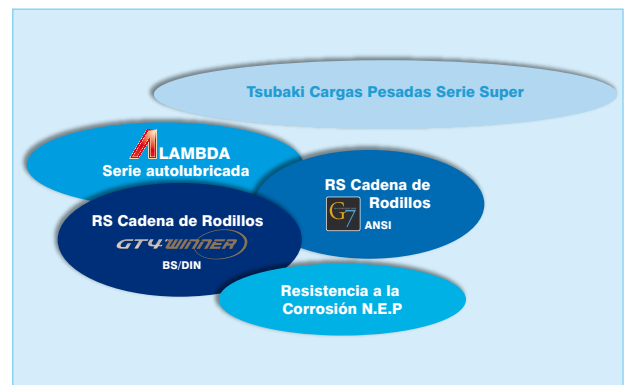 Tsubaki Cargas Pesadas Serie Super
LAMBDA
Serie autolubricada
RS Cadena de
Rodillos
G7
ANSI
RS Cadena de Rodillos
GT4 WINNER
BS/DIN
Resistencia a la
Corrosión N.E.P